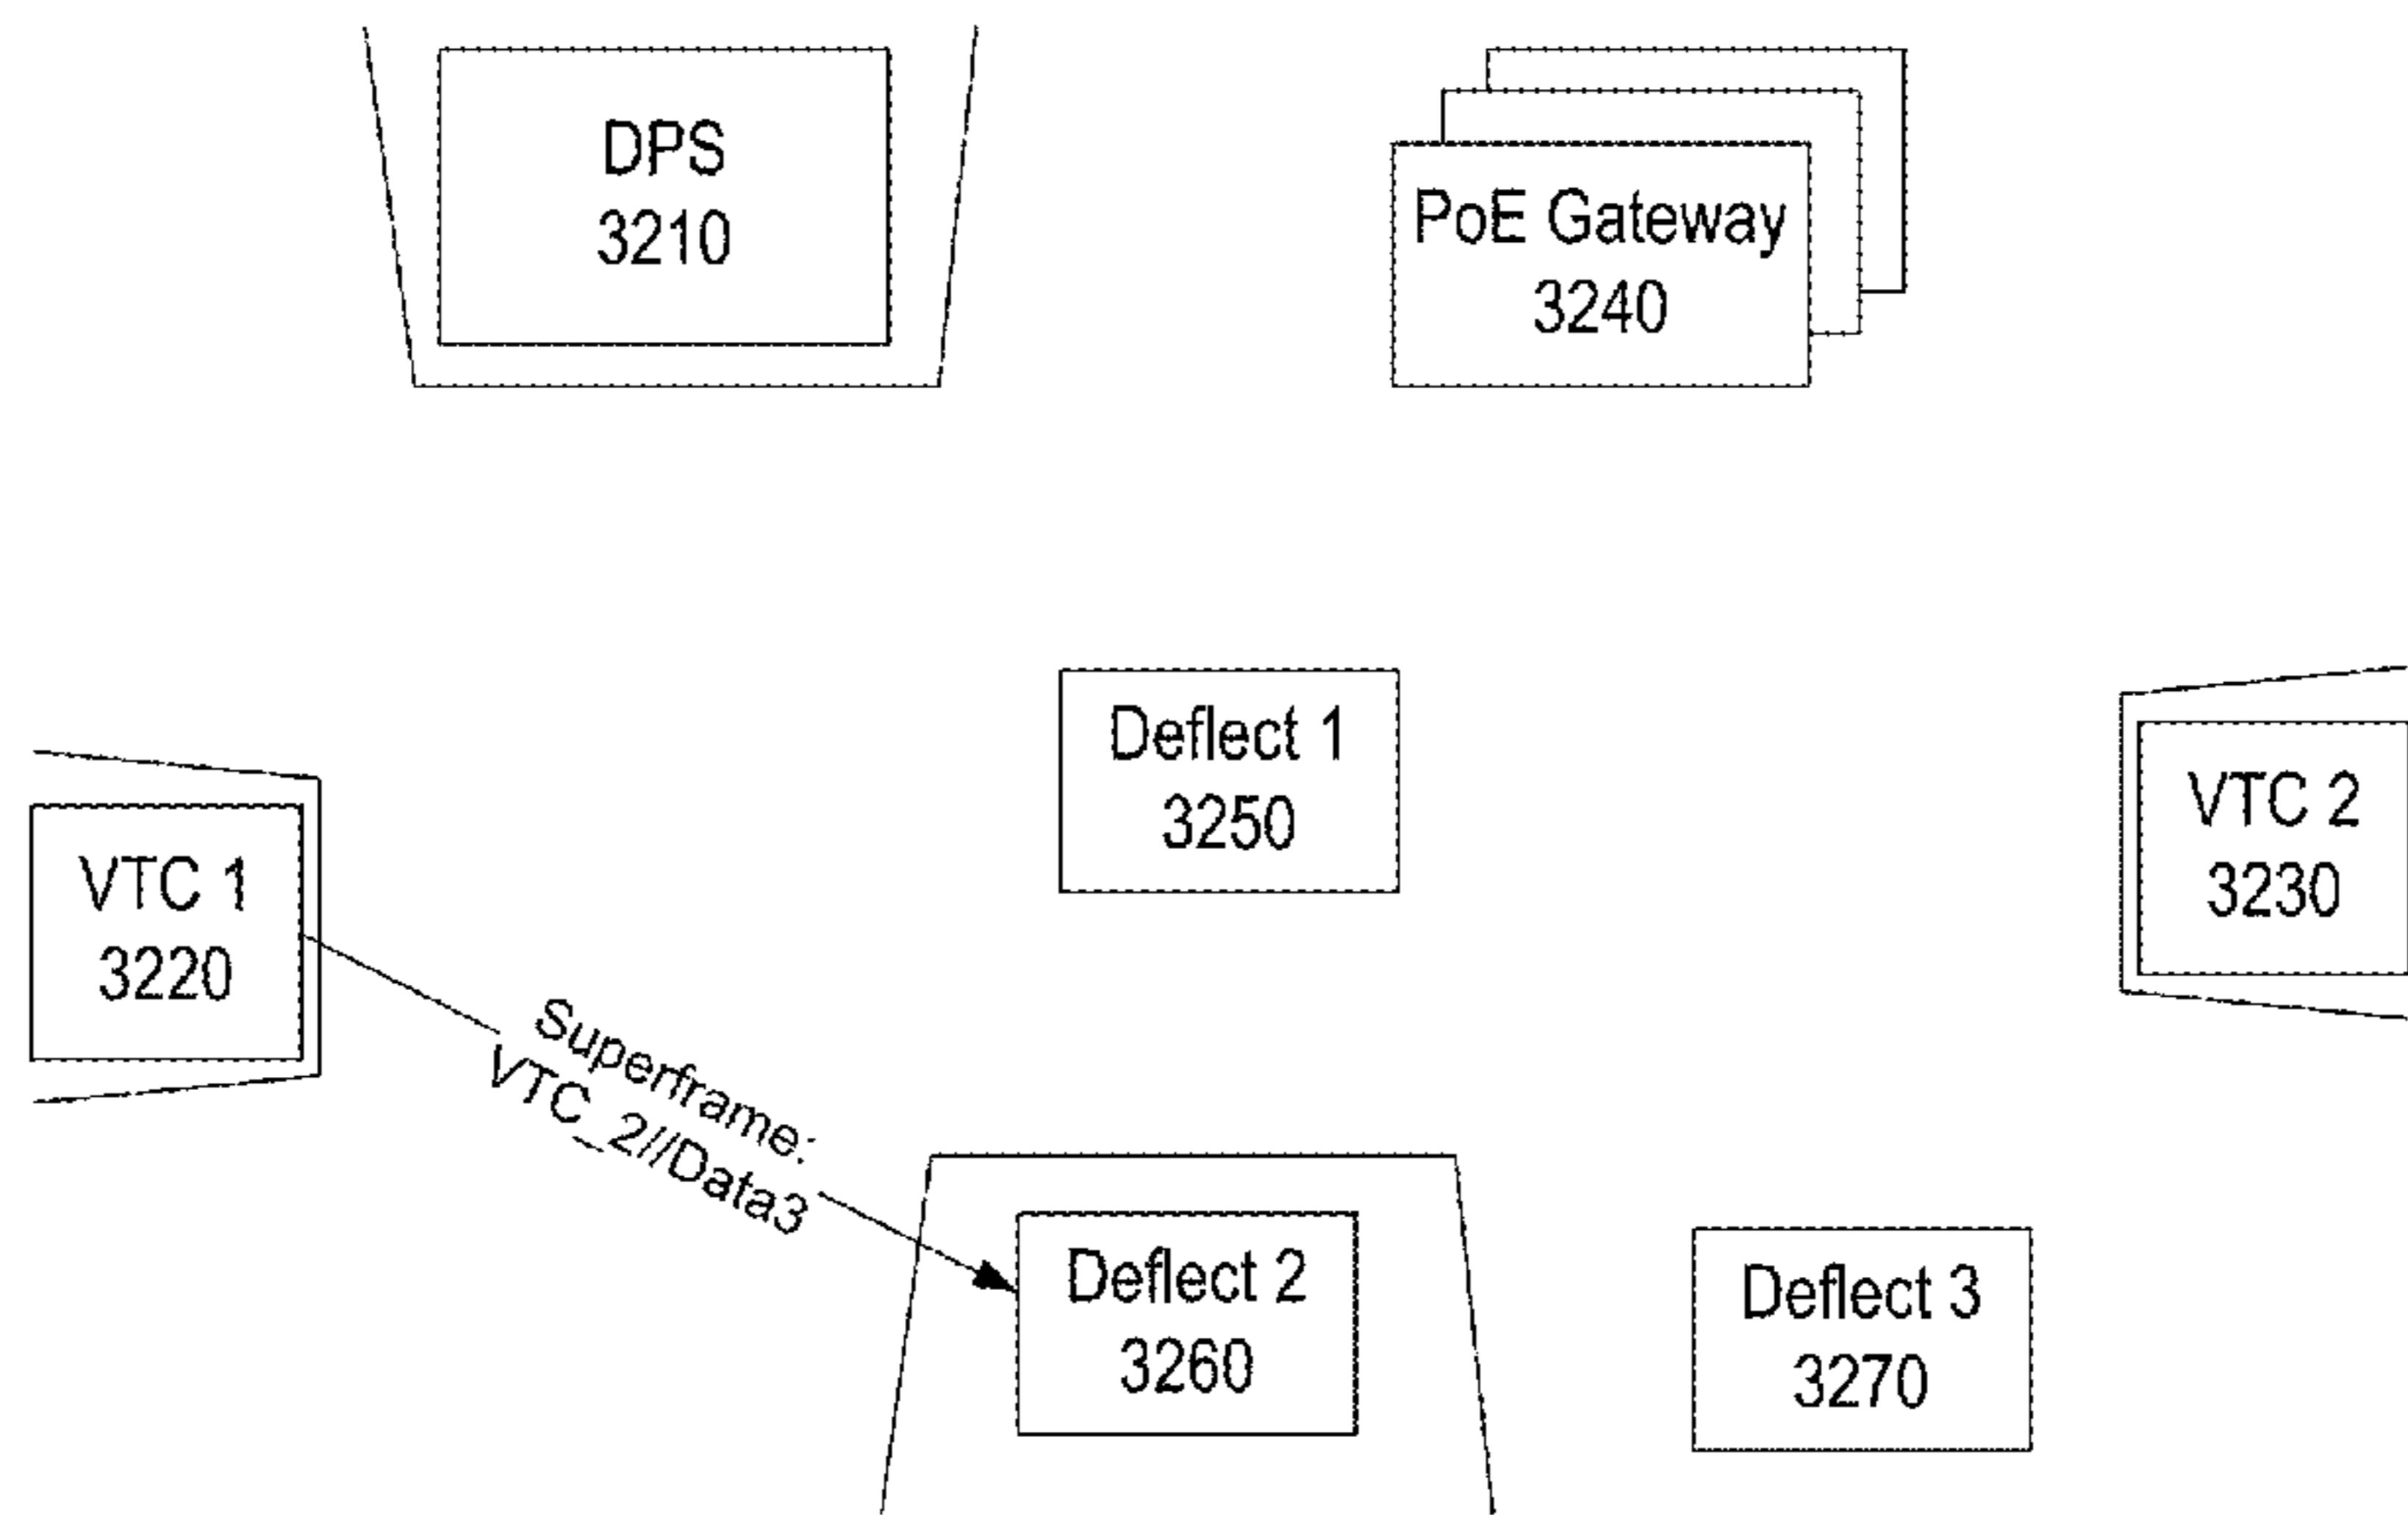 DPS
3210
PoE Gateway
3240
Deflect 1
3250
VTC 2
3230
VTC 1
3220
Superframe:
VTC_2//Data3
Deflect 2
3260
Deflect 3
3270